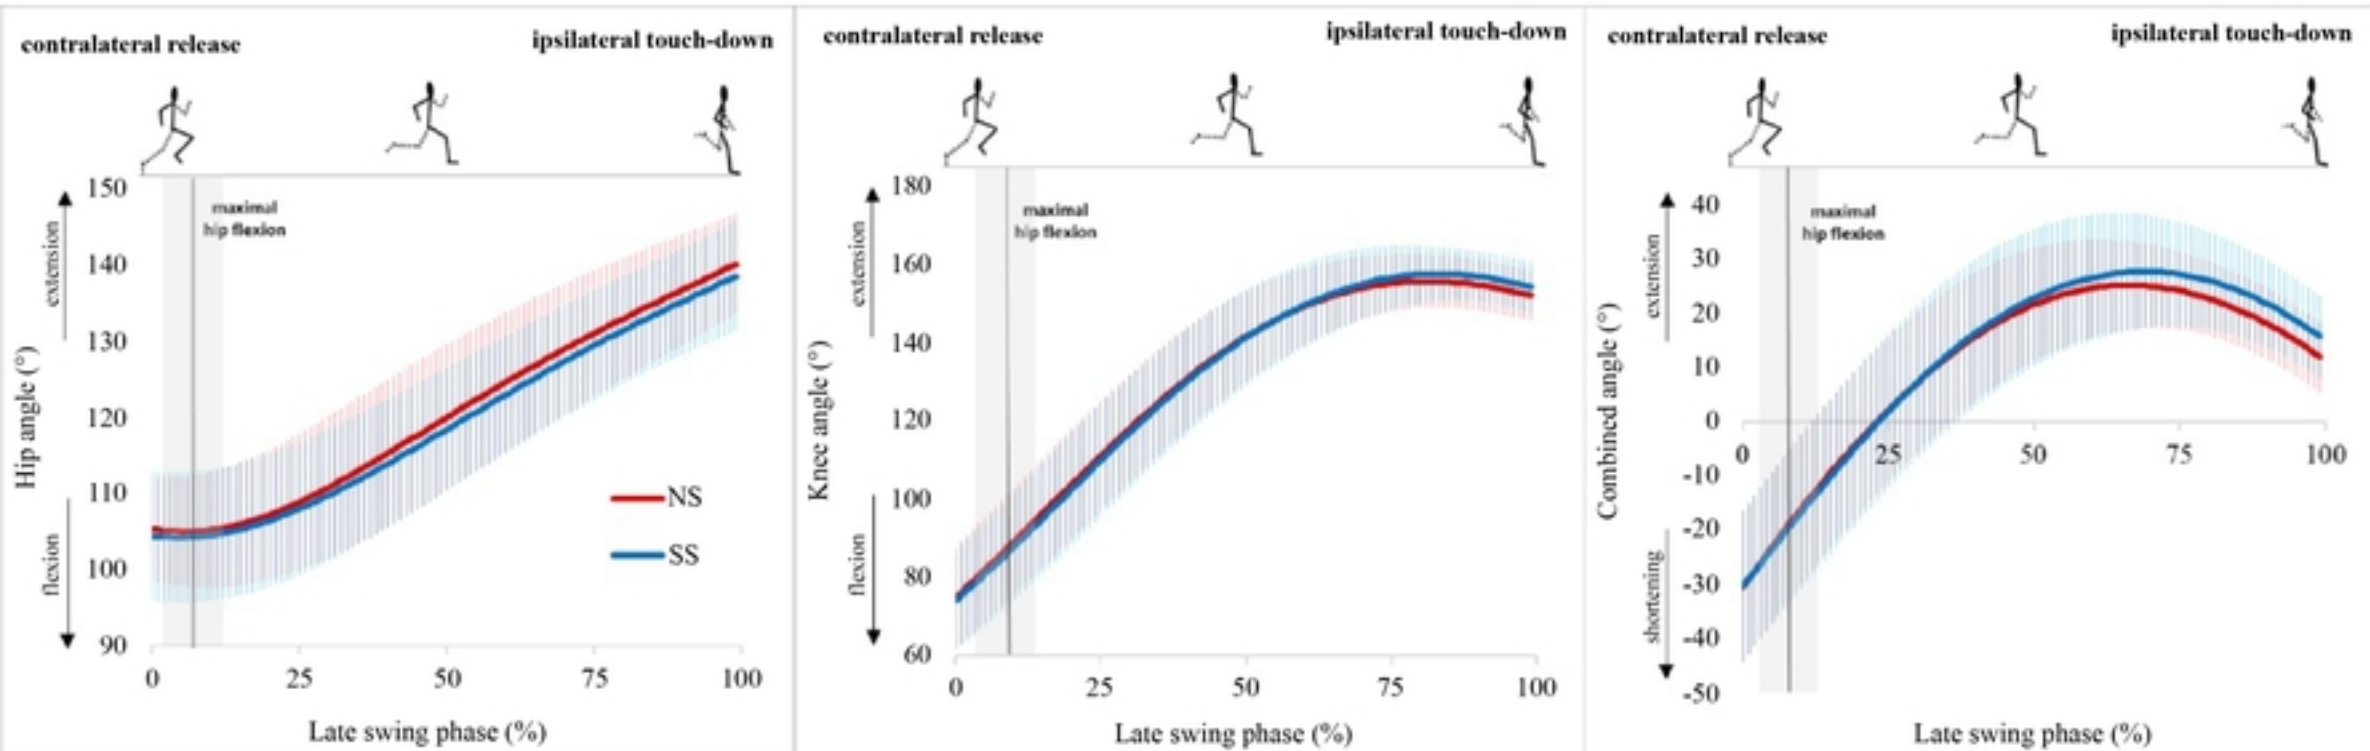 contralateral release
ipsilateral touch-down
maximal
hip flexion
150
140
130
120
110
100
90
extension
flexion
Hip angle (°)
NS
SS
0 25 50 75 100
Late swing phase (%)
contralateral release
ipsilateral touch-down
maximal
hip flexion
180
160
140
120
100
80
60
extension
flexion
Knee angle (°)
0 25 50 75 100
Late swing phase (%)
contralateral release
ipsilateral touch-down
maximal
hip flexion
40
30
20
10
0
-10
-20
-30
-40
-50
extension
shortening
Combined angle (°)
0 25 50 75 100
Late swing phase (%)